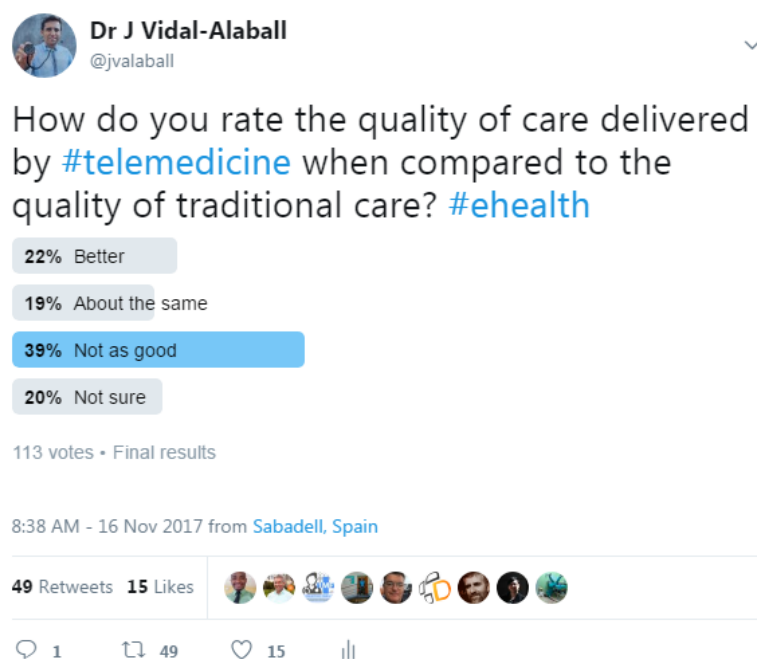 Dr J Vidal-Alaball
@jvalaball
How do you rate the quality of care delivered
by #telemedicine when compared to the
quality of traditional care? #ehealth
22% Better
19% About the same
39% Not as good
20% Not sure
113 votes • Final results
8:38 AM - 16 Nov 2017 from Sabadell, Spain
49 Retweets 15 Likes
1 49 15